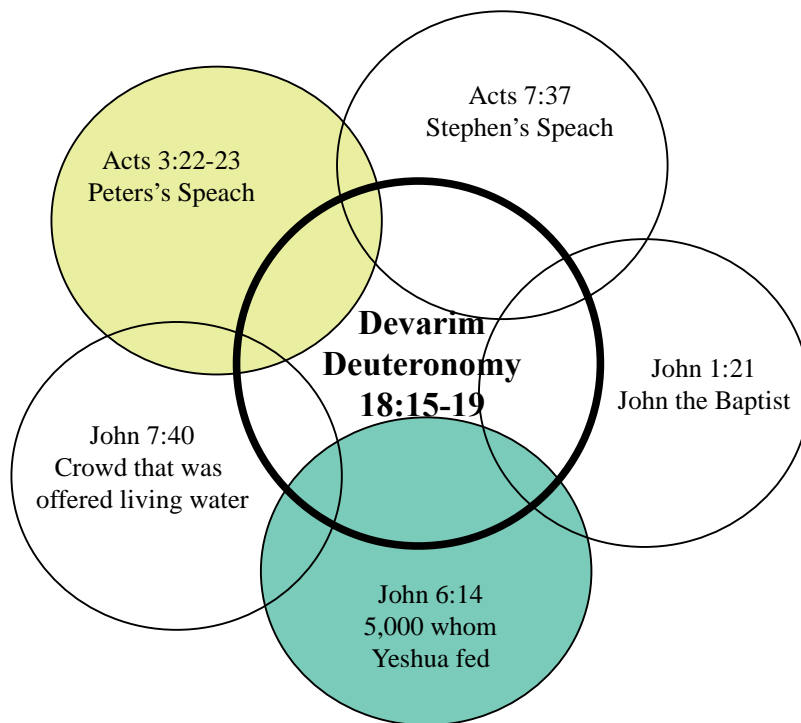 Acts 7:37
Stephen's Speach
Acts 3:22-23
Peters's Speach
Devarim
Deuteronomy
18:15-19
John 1:21
John the Baptist
John 7:40
Crowd that was
offered living water
John 6:14
5,000 whom
Yeshua fed